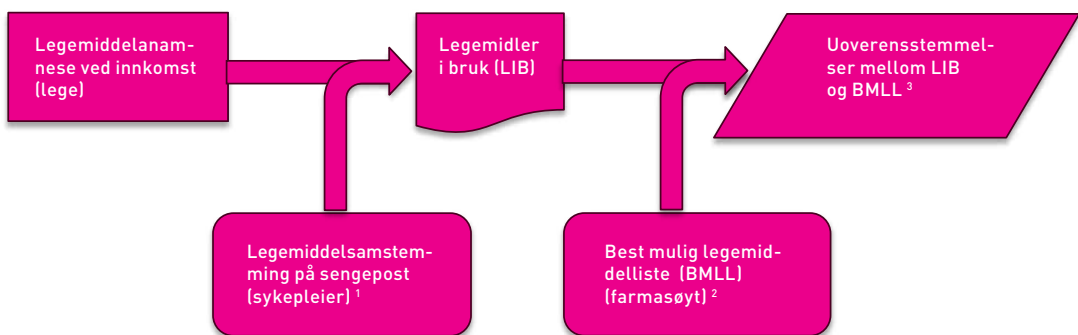 Legemiddelanam-
nese ved innkomst
(lege)
Legemidler
i bruk (LIB)
Uoverensstemmel-
ser mellom LIB
og BMLL ³
Legemiddelsamstem-
ming på sengepost
(sykepleier) ¹
Best mulig legemid-
delliste (BMLL)
(farmasøyt) ²